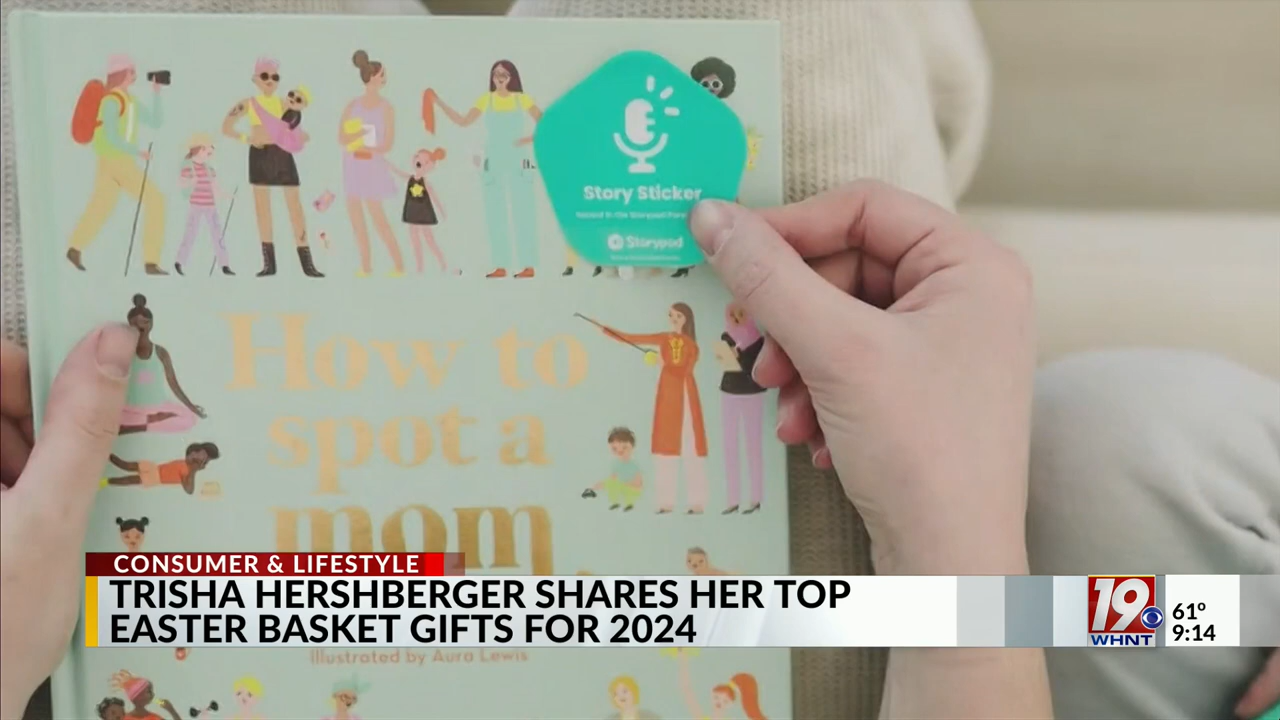 Story Sticker
Storypod
How to
spot a
mom
CONSUMER & LIFESTYLE
TRISHA HERSHBERGER SHARES HER TOP
EASTER BASKET GIFTS FOR 2024
19
WHNT
61°
9:14
Illustrated by Aura Lewis